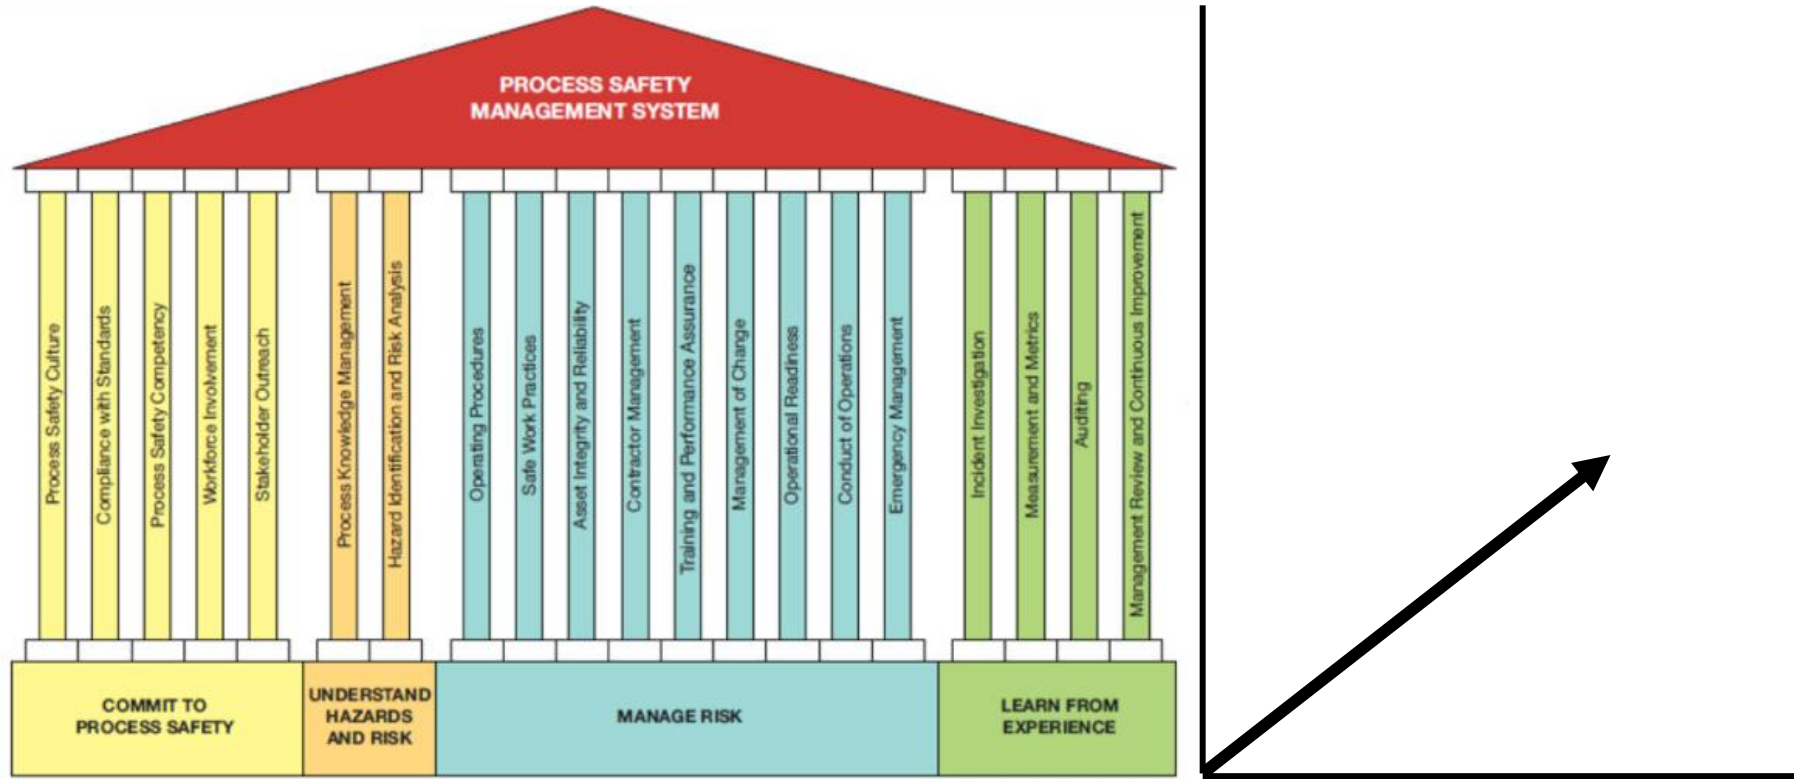 PROCESS SAFETY
MANAGEMENT SYSTEM
Process Safety Culture
Compliance with Standards
Process Safety Competency
Workforce Involvement
Stakeholder Outreach
Process Knowledge Management
Hazard Identification and Risk Analysis
Operating Procedures
Safe Work Practices
Asset Integrity and Reliability
Contractor Management
Training and Performance Assurance
Management of Change
Operational Readiness
Conduct of Operations
Emergency Management
Incident Investigation
Measurement and Metrics
Auditing
Management Review and Continuous Improvement
COMMIT TO
PROCESS SAFETY
UNDERSTAND
HAZARDS
AND RISK
MANAGE RISK
LEARN FROM
EXPERIENCE